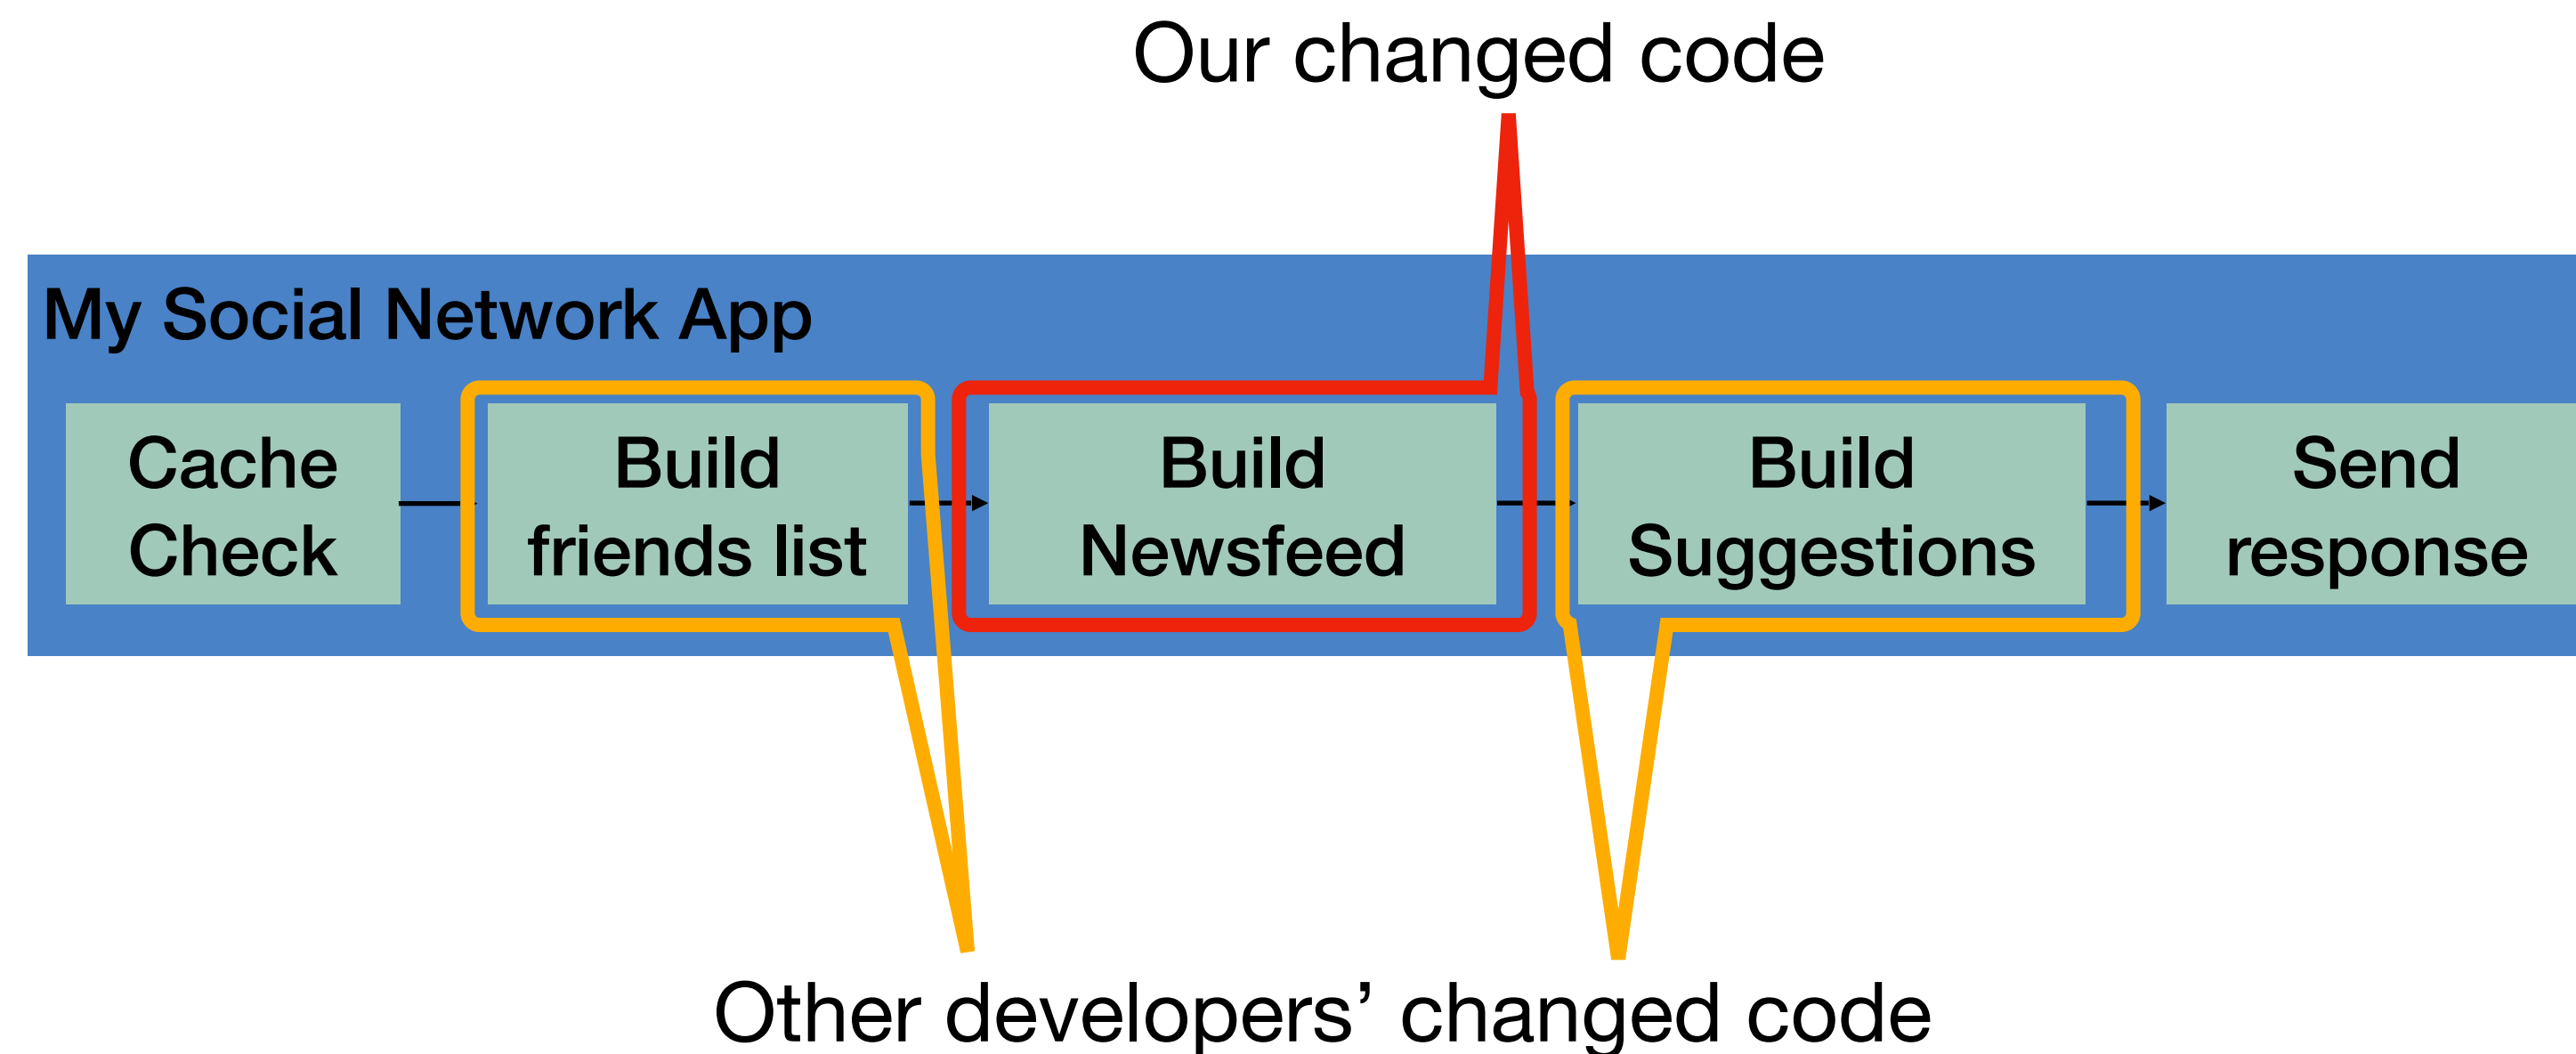 Our changed code
My Social Network App
Cache
Check
Build
friends list
Build
Newsfeed
Build
Suggestions
Send
response
Other developers’ changed code